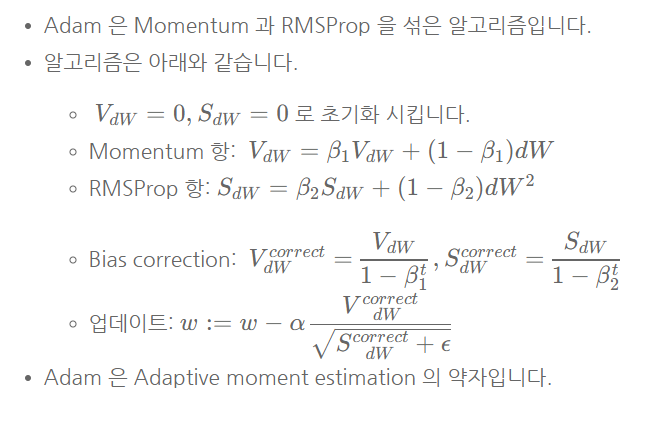 • Adam 은 Momentum 과 RMSProp 을 섞은 알고리즘입니다.
• 알고리즘은 아래와 같습니다.
◦ $V_{dW} = 0, S_{dW} = 0$ 로 초기화 시킵니다.
◦ Momentum 항: $V_{dW} = \beta_1 V_{dW} + (1 - \beta_1)dW$
◦ RMSProp 항: $S_{dW} = \beta_2 S_{dW} + (1 - \beta_2)dW^2$
◦ Bias correction: $V_{dW}^{correct} = \frac{V_{dW}}{1 - \beta_1^t}, S_{dW}^{correct} = \frac{S_{dW}}{1 - \beta_2^t}$
◦ 업데이트: $w := w - \alpha \frac{V_{dW}^{correct}}{\sqrt{S_{dW}^{correct} + \epsilon}}$
• Adam 은 Adaptive moment estimation 의 약자입니다.